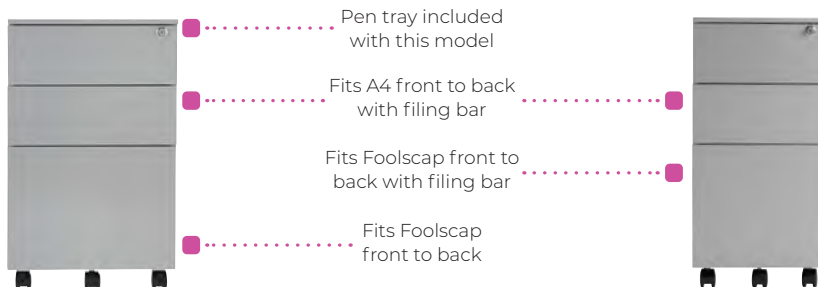 Pen tray included
with this model
Fits A4 front to back
with filing bar
Fits Foolscap front to
back with filing bar
Fits Foolscap
front to back